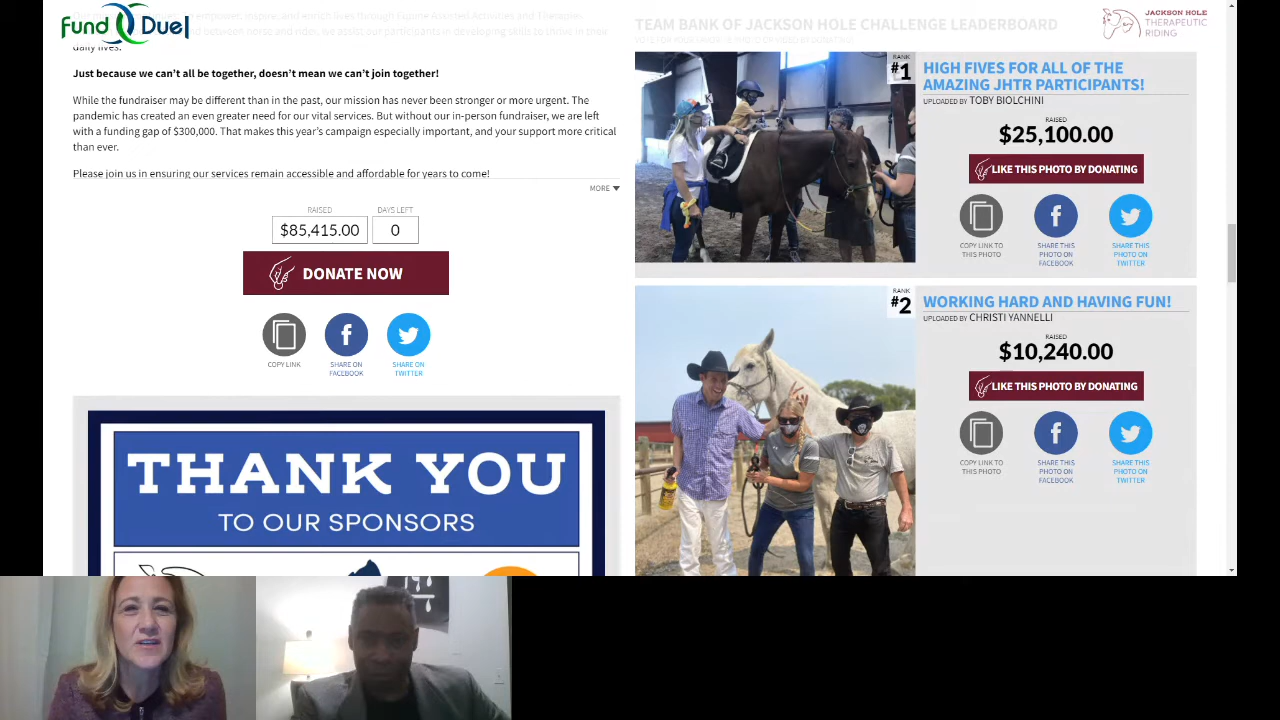 Fund Duel
daily lives.
Just because we can't all be together, doesn't mean we can't join together!
While the fundraiser may be different than in the past, our mission has never been stronger or more urgent. The
pandemic has created an even greater need for our vital services. But without our in-person fundraiser, we are left
with a funding gap of $300,000. That makes this year's campaign especially important, and your support more critical
than ever.
Please join us in ensuring our services remain accessible and affordable for years to come!
MORE
RAISED DAYS LEFT
$85,415.00 0
DONATE NOW
COPY LINK
SHARE ON
FACEBOOK
SHARE ON
TWITTER
THANK YOU
TO OUR SPONSORS
TEAM BANK OF JACKSON HOLE CHALLENGE LEADERBOARD
JACKSON HOLE
THERAPEUTIC
RIDING
RANK
#1
HIGH FIVES FOR ALL OF THE
AMAZING JHTR PARTICIPANTS!
UPLOADED BY TOBY BIOLCHINI
RAISED
$25,100.00
LIKE THIS PHOTO BY DONATING
COPY LINK TO
THIS PHOTO
SHARE THIS
PHOTO ON
FACEBOOK
SHARE THIS
PHOTO ON
TWITTER
RANK
#2
WORKING HARD AND HAVING FUN!
UPLOADED BY CHRISTI YANNELLI
RAISED
$10,240.00
LIKE THIS PHOTO BY DONATING
COPY LINK TO
THIS PHOTO
SHARE THIS
PHOTO ON
FACEBOOK
SHARE THIS
PHOTO ON
TWITTER